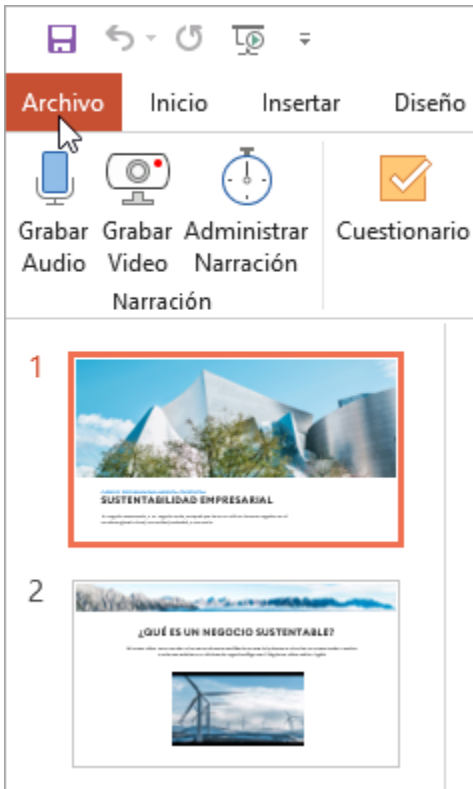 Archivo Inicio Insertar Diseño
Grabar Grabar Administrar Cuestionario
Audio Video Narración
Narración
1
SUSTENTABILIDAD EMPRESARIAL
2
¿QUÉ ES UN NEGOCIO SUSTENTABLE?